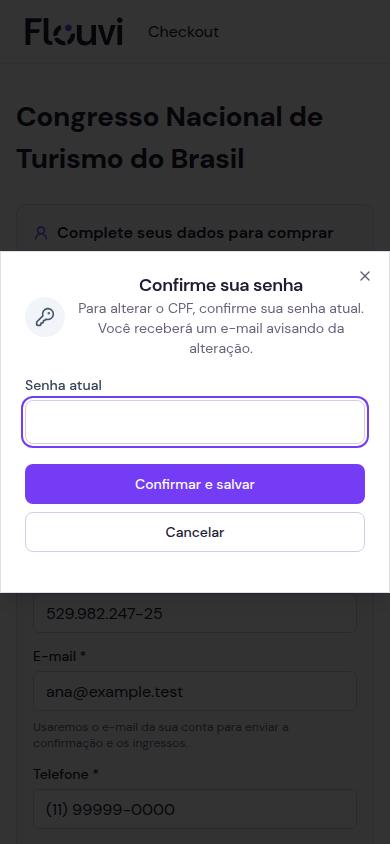 Flouvi Checkout
Congresso Nacional de
Turismo do Brasil
Complete seus dados para comprar
Confirme sua senha
Para alterar o CPF, confirme sua senha atual.
Você receberá um e-mail avisando da
alteração.
Senha atual
Confirmar e salvar
Cancelar
529.982.247-25
E-mail *
ana@example.test
Usaremos o e-mail da sua conta para enviar a
confirmação e os ingressos.
Telefone *
(11) 99999-0000